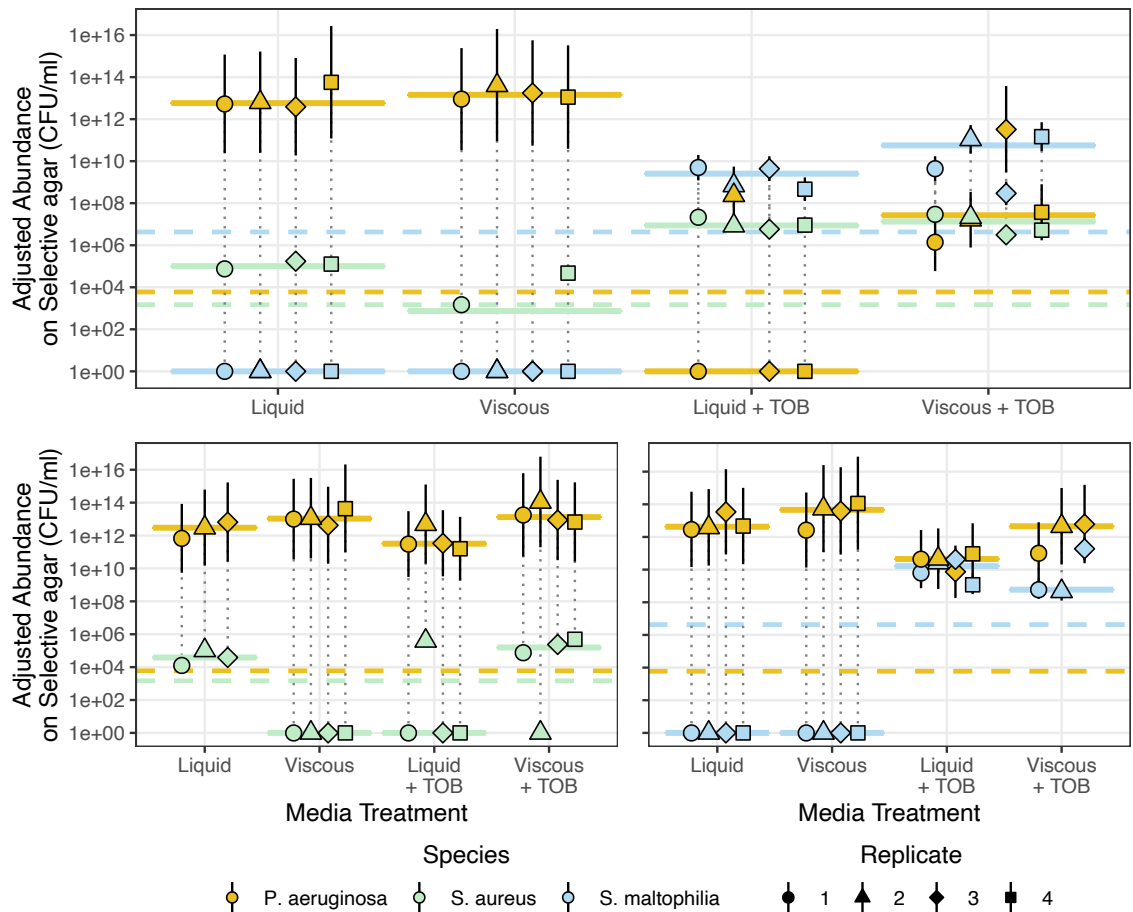 Adjusted Abundance
on Selective agar (CFU/ml)
1e+16
1e+14
1e+12
1e+10
1e+08
1e+06
1e+04
1e+02
1e+00
Liquid
Viscous
Liquid + TOB
Viscous + TOB
Adjusted Abundance
on Selective agar (CFU/ml)
1e+16
1e+14
1e+12
1e+10
1e+08
1e+06
1e+04
1e+02
1e+00
Liquid
Viscous
Liquid
+ TOB
Viscous
+ TOB
Media Treatment
Liquid
Viscous
Liquid
+ TOB
Viscous
+ TOB
Media Treatment
Species
P. aeruginosa
S. aureus
S. maltophilia
Replicate
1
2
3
4